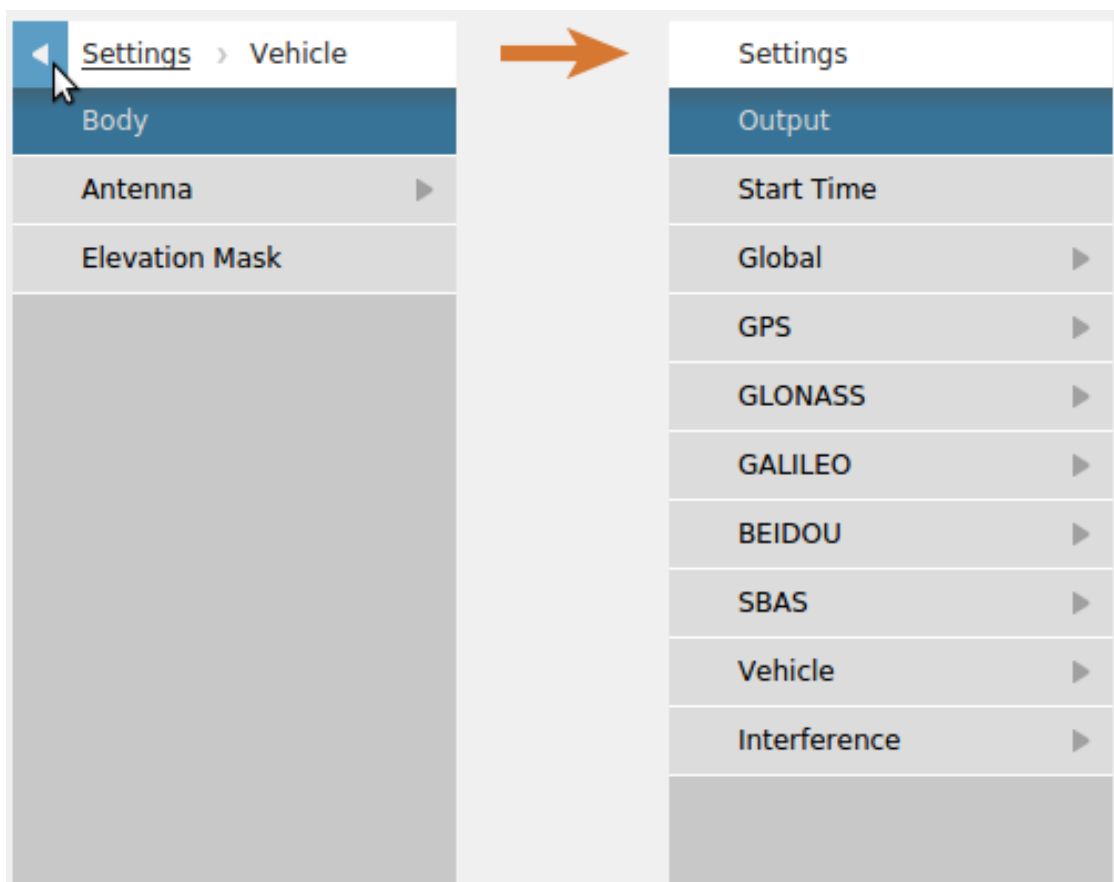 Settings › Vehicle
Body
Antenna
Elevation Mask
Settings
Output
Start Time
Global
GPS
GLONASS
GALILEO
BEIDOU
SBAS
Vehicle
Interference